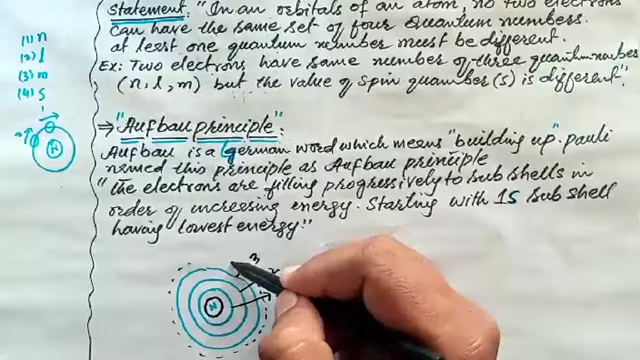 Statement: "In an orbitals of an atom, no two electrons
can have the same set of four Quantum numbers.
at least one quantum number must be different.
Ex: Two electrons have same number of three quantum numbers
(n, l, m) but the value of spin quamber (s) is different".
(1) n
(2) l
(3) m
(4) s
N
⇒ "Aufbau principle":
Aufbau is a German word which means "building up" pauli
named this principle as Aufbau principle
"the electrons are filling progressively to sub shells in
order of increasing energy. Starting with 1S sub shell
having lowest energy."
3
N